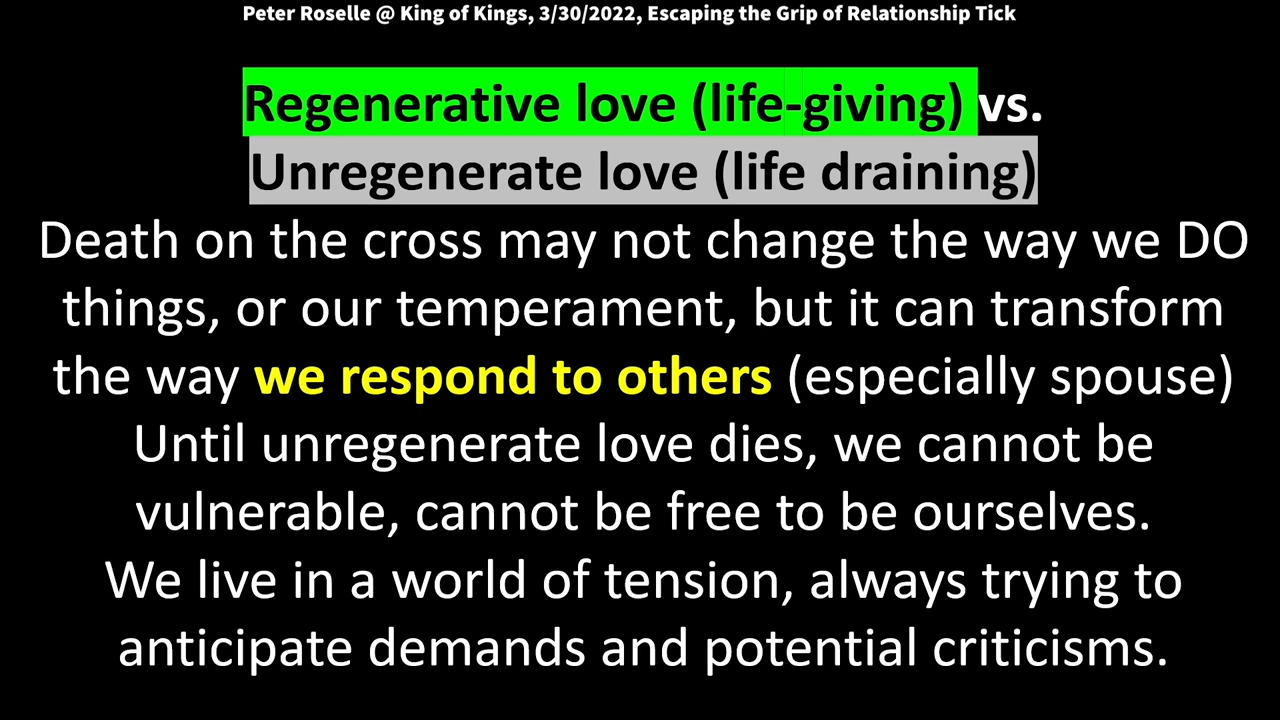 Peter Roselle @ King of Kings, 3/30/2022, Escaping the Grip of Relationship Tick
Regenerative love (life-giving) vs.
Unregenerate love (life draining)
Death on the cross may not change the way we DO
things, or our temperament, but it can transform
the way we respond to others (especially spouse)
Until unregenerate love dies, we cannot be
vulnerable, cannot be free to be ourselves.
We live in a world of tension, always trying to
anticipate demands and potential criticisms.